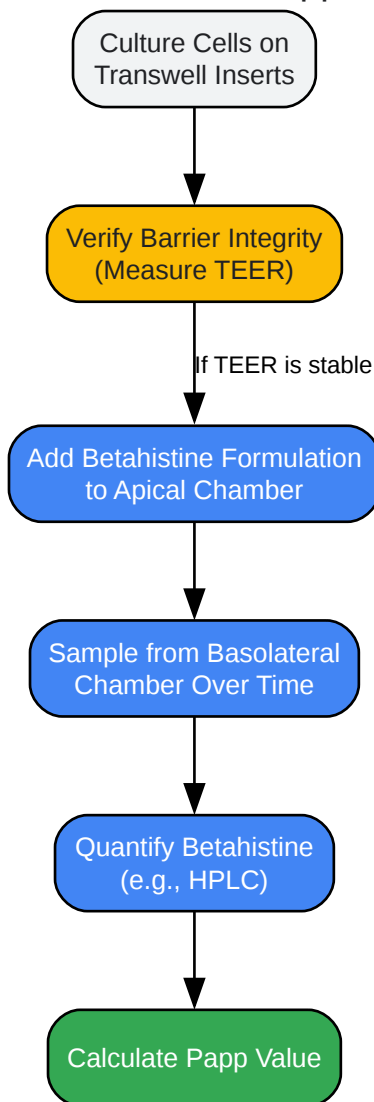 Culture Cells on
Transwell Inserts
Verify Barrier Integrity
(Measure TEER)
If TEER is stable
Add Betahistine Formulation
to Apical Chamber
Sample from Basolateral
Chamber Over Time
Quantify Betahistine
(e.g., HPLC)
Calculate Papp Value